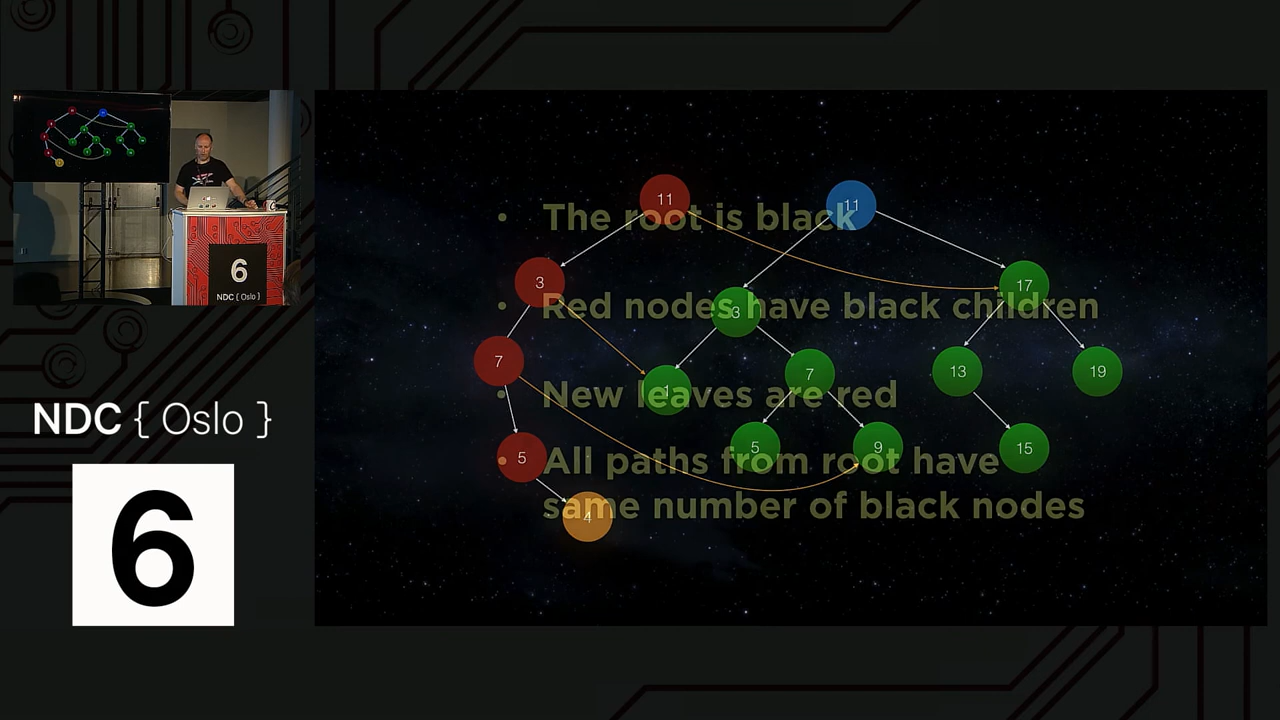 6
NDC { Oslo }
NDC { Oslo }
6
11
11
The root is black
3
17
Red nodes have black children
3
7
13
19
7
1
New leaves are red
5
9
15
5
All paths from root have
same number of black nodes
4